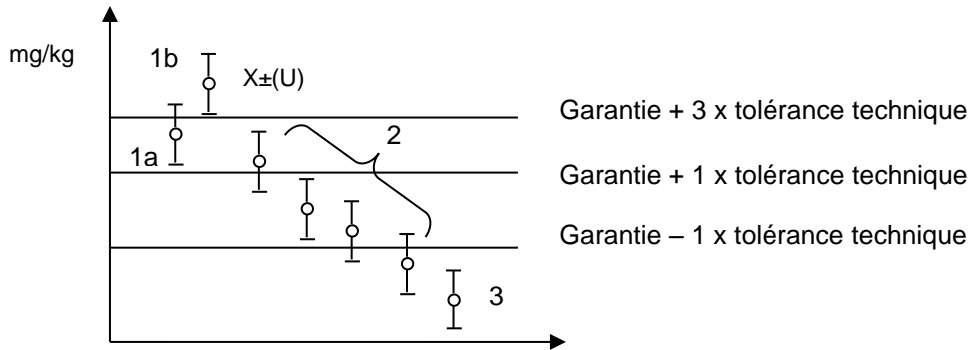 mg/kg
1b
X±(U)
Garantie + 3 x tolérance technique
2
1a
Garantie + 1 x tolérance technique
Garantie – 1 x tolérance technique
3